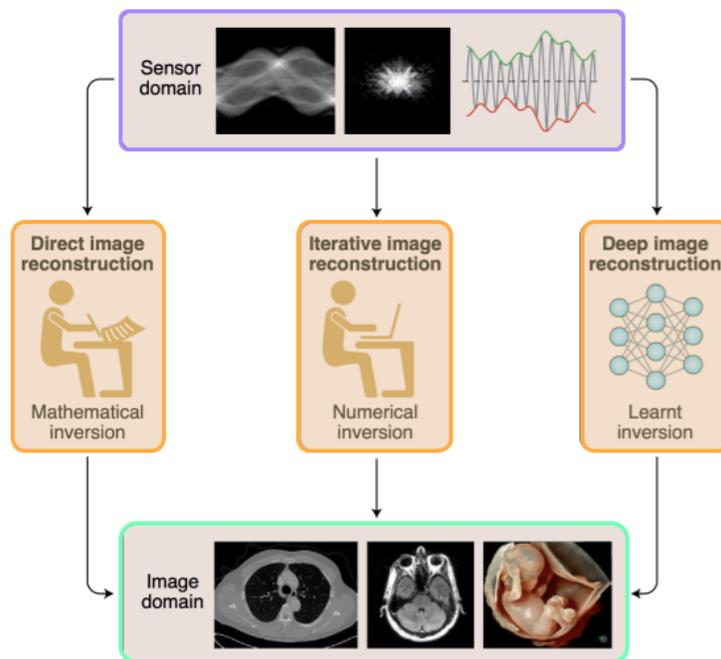 Sensor
domain
Direct image
reconstruction
Mathematical
inversion
Iterative image
reconstruction
Numerical
inversion
Deep image
reconstruction
Learnt
inversion
Image
domain